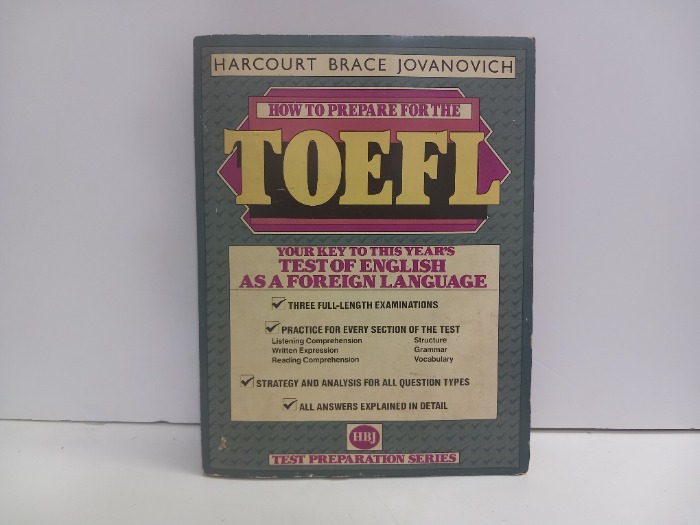 HARCOURT BRACE JOVANOVICH
HOW TO PREPARE FOR THE
TOEFL
YOUR KEY TO THIS YEAR'S
TEST OF ENGLISH
AS A FOREIGN LANGUAGE
THREE FULL-LENGTH EXAMINATIONS
PRACTICE FOR EVERY SECTION OF THE TEST
Listening Comprehension Structure
Written Expression Grammar
Reading Comprehension Vocabulary
STRATEGY AND ANALYSIS FOR ALL QUESTION TYPES
ALL ANSWERS EXPLAINED IN DETAIL
HBJ
TEST PREPARATION SERIES